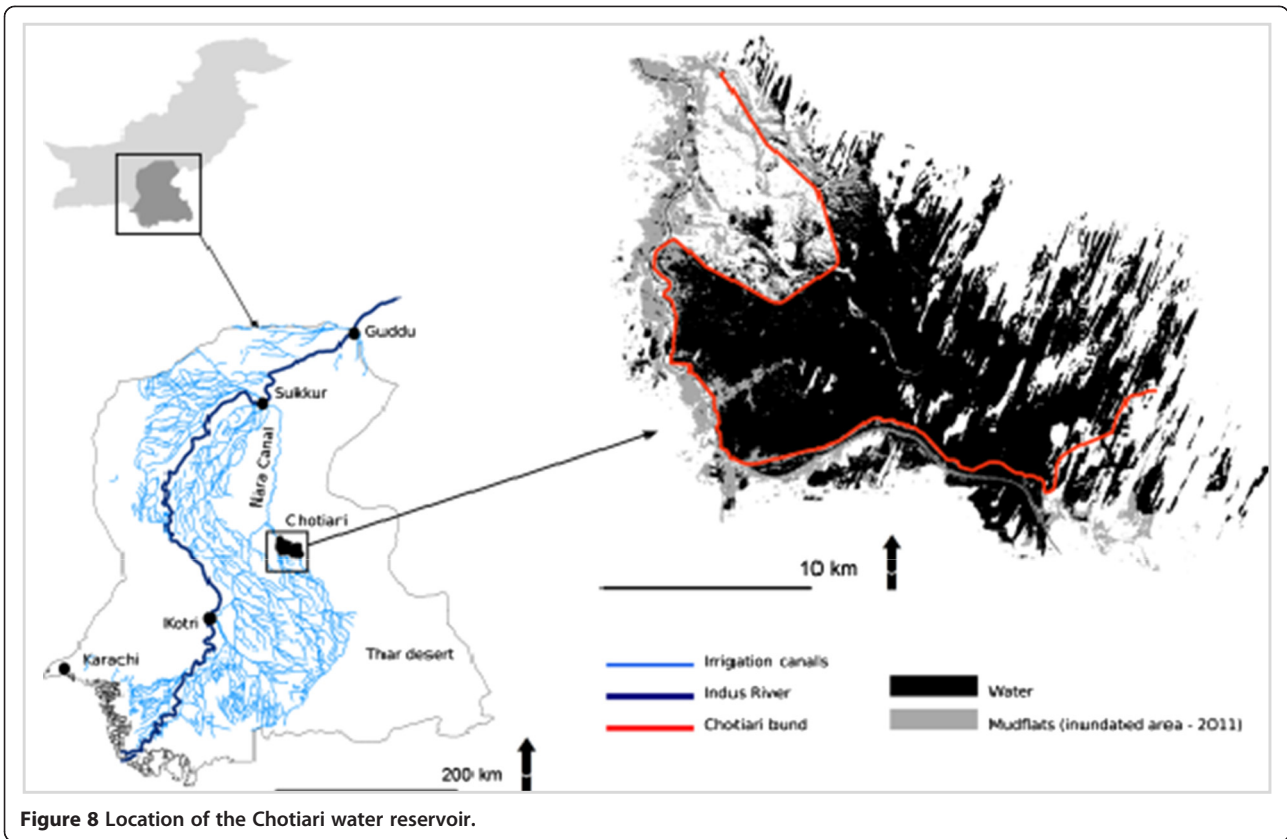 Guddu
Sukkur
Nara Canal
Chotiari
Kotri
Karachi
Thar desert
200 km
10 km
Irrigation canals
Indus River
Chotiari bund
Water
Mudflats (inundated area - 2011)
Figure 8 Location of the Chotiari water reservoir.